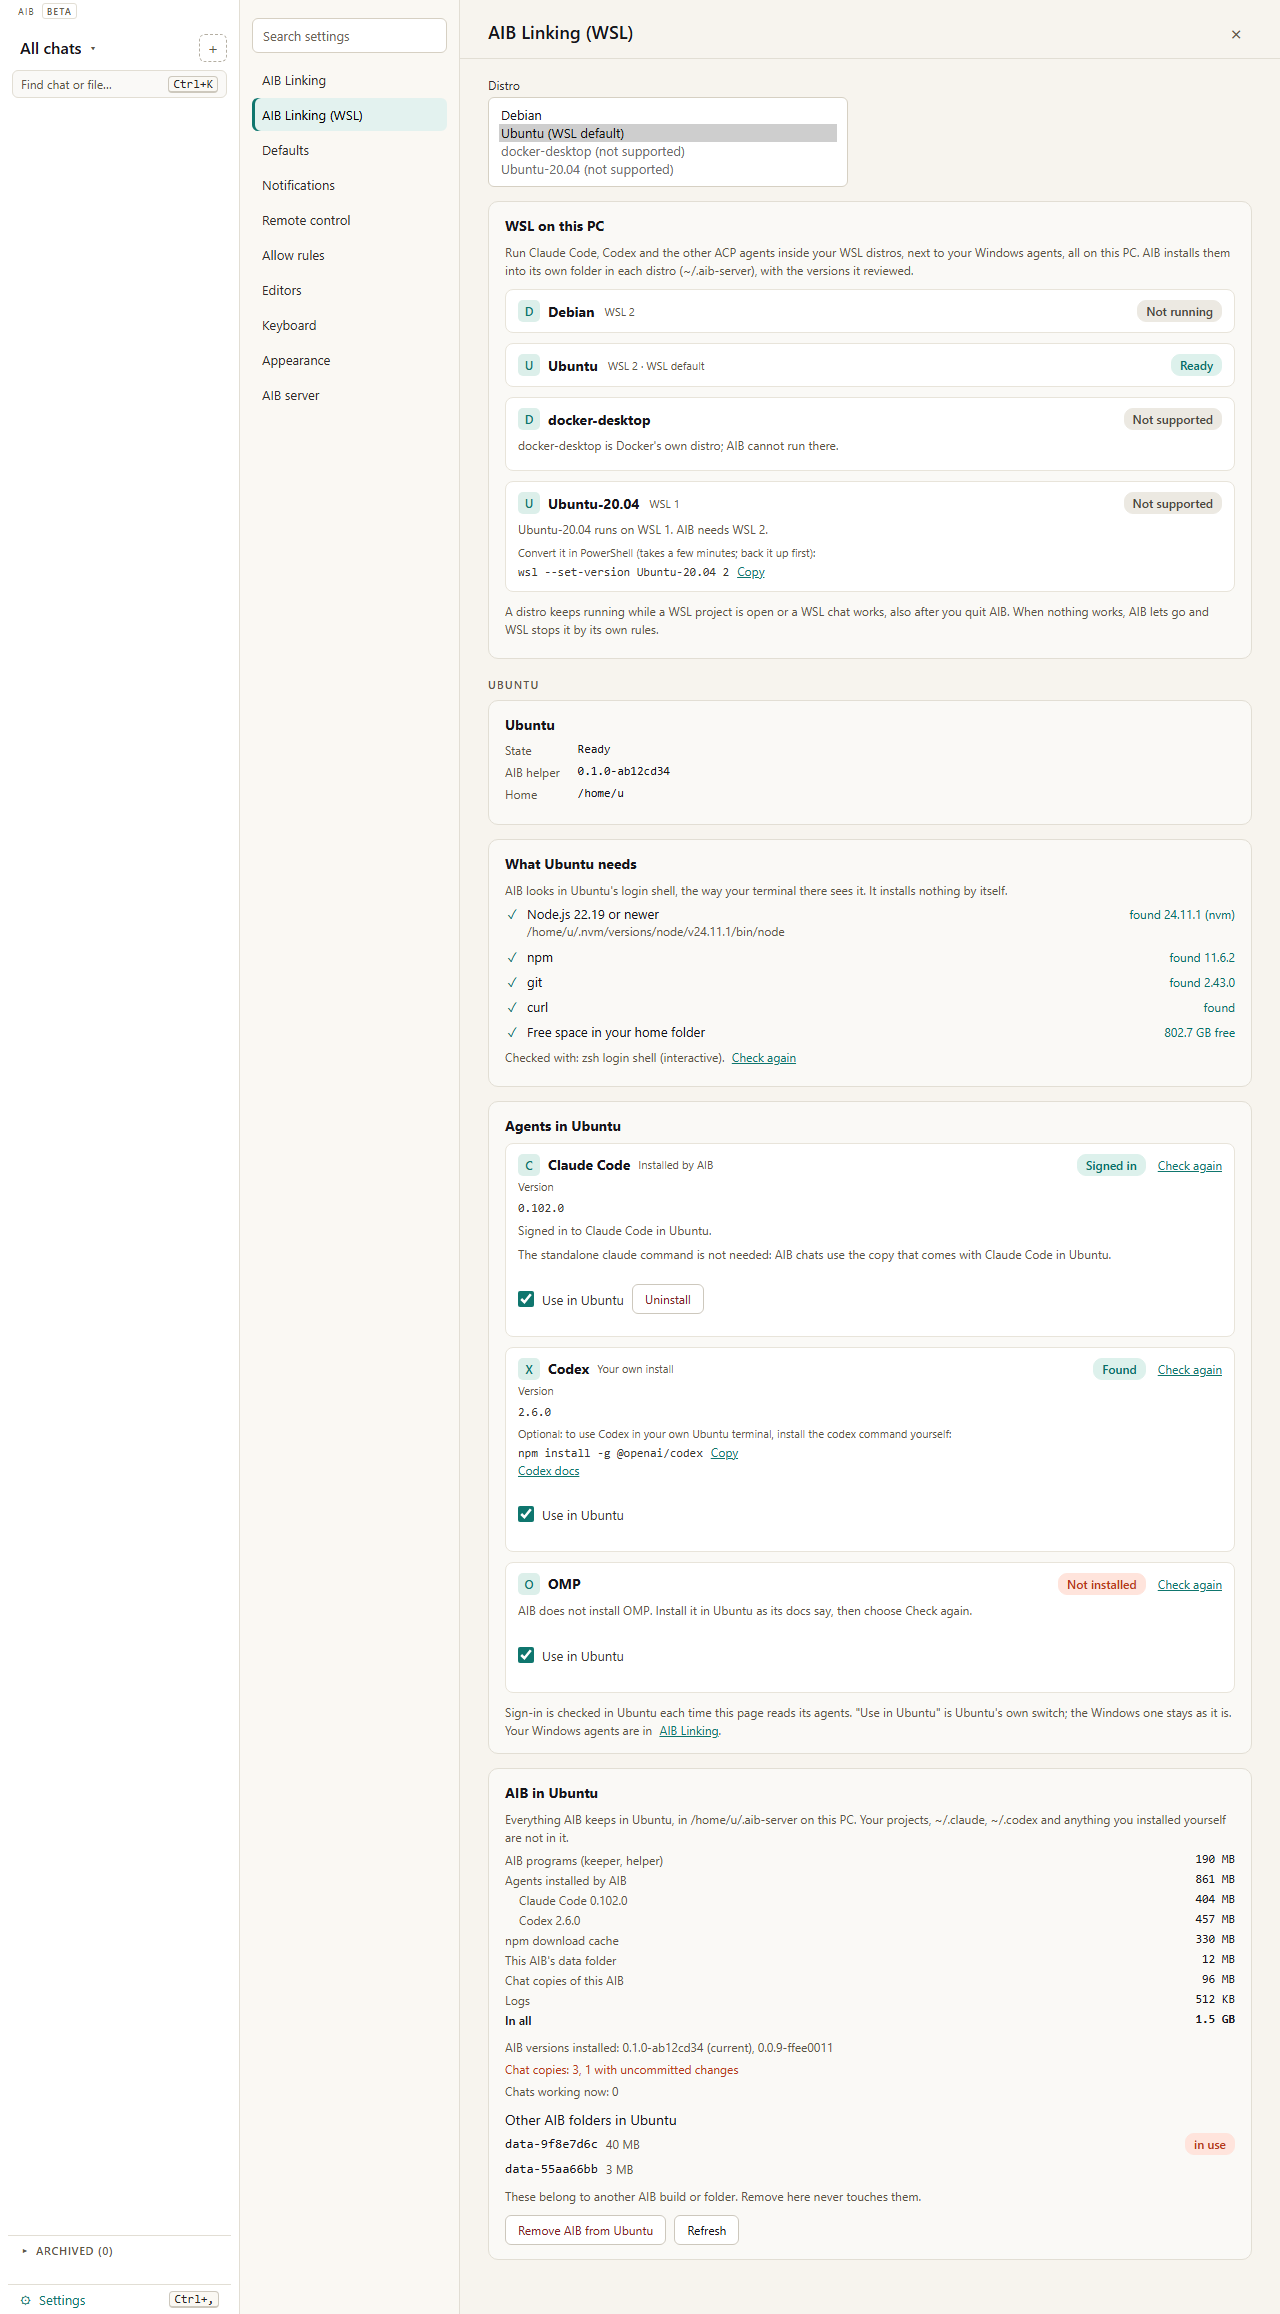 AIB BETA
All chats
+
Find chat or file... Ctrl+K
Search settings
AIB Linking
AIB Linking (WSL)
Defaults
Notifications
Remote control
Allow rules
Editors
Keyboard
Appearance
AIB server
AIB Linking (WSL)
Distro
Debian
Ubuntu (WSL default)
docker-desktop (not supported)
Ubuntu-20.04 (not supported)
WSL on this PC
Run Claude Code, Codex and the other ACP agents inside your WSL distros, next to your Windows agents, all on this PC. AIB installs them
into its own folder in each distro (~/.aib-server), with the versions it reviewed.
D Debian WSL 2 Not running
U Ubuntu WSL 2 · WSL default Ready
D docker-desktop Not supported
docker-desktop is Docker's own distro; AIB cannot run there.
U Ubuntu-20.04 WSL 1 Not supported
Ubuntu-20.04 runs on WSL 1. AIB needs WSL 2.
Convert it in PowerShell (takes a few minutes; back it up first):
wsl --set-version Ubuntu-20.04 2 Copy
A distro keeps running while a WSL project is open or a WSL chat works, also after you quit AIB. When nothing works, AIB lets go and
WSL stops it by its own rules.
UBUNTU
Ubuntu
State Ready
AIB helper 0.1.0-ab12cd34
Home /home/u
What Ubuntu needs
AIB looks in Ubuntu's login shell, the way your terminal there sees it. It installs nothing by itself.
✓ Node.js 22.19 or newer found 24.11.1 (nvm)
/home/u/.nvm/versions/node/v24.11.1/bin/node
✓ npm found 11.6.2
✓ git found 2.43.0
✓ curl found
✓ Free space in your home folder 802.7 GB free
Checked with: zsh login shell (interactive). Check again
Agents in Ubuntu
C Claude Code Installed by AIB Signed in Check again
Version
0.102.0
Signed in to Claude Code in Ubuntu.
The standalone claude command is not needed: AIB chats use the copy that comes with Claude Code in Ubuntu.
Use in Ubuntu Uninstall
X Codex Your own install Found Check again
Version
2.6.0
Optional: to use Codex in your own Ubuntu terminal, install the codex command yourself:
npm install -g @openai/codex Copy
Codex docs
Use in Ubuntu
O OMP Not installed Check again
AIB does not install OMP. Install it in Ubuntu as its docs say, then choose Check again.
Use in Ubuntu
Sign-in is checked in Ubuntu each time this page reads its agents. "Use in Ubuntu" is Ubuntu's own switch; the Windows one stays as it is.
Your Windows agents are in AIB Linking.
AIB in Ubuntu
Everything AIB keeps in Ubuntu, in /home/u/.aib-server on this PC. Your projects, ~/.claude, ~/.codex and anything you installed yourself
are not in it.
AIB programs (keeper, helper) 190 MB
Agents installed by AIB 861 MB
Claude Code 0.102.0 404 MB
Codex 2.6.0 457 MB
npm download cache 330 MB
This AIB's data folder 12 MB
Chat copies of this AIB 96 MB
Logs 512 KB
In all 1.5 GB
AIB versions installed: 0.1.0-ab12cd34 (current), 0.0.9-ffee0011
Chat copies: 3, 1 with uncommitted changes
Chats working now: 0
Other AIB folders in Ubuntu
data-9f8e7d6c 40 MB in use
data-55aa66bb 3 MB
These belong to another AIB build or folder. Remove here never touches them.
Remove AIB from Ubuntu Refresh
ARCHIVED (0)
Settings Ctrl+,